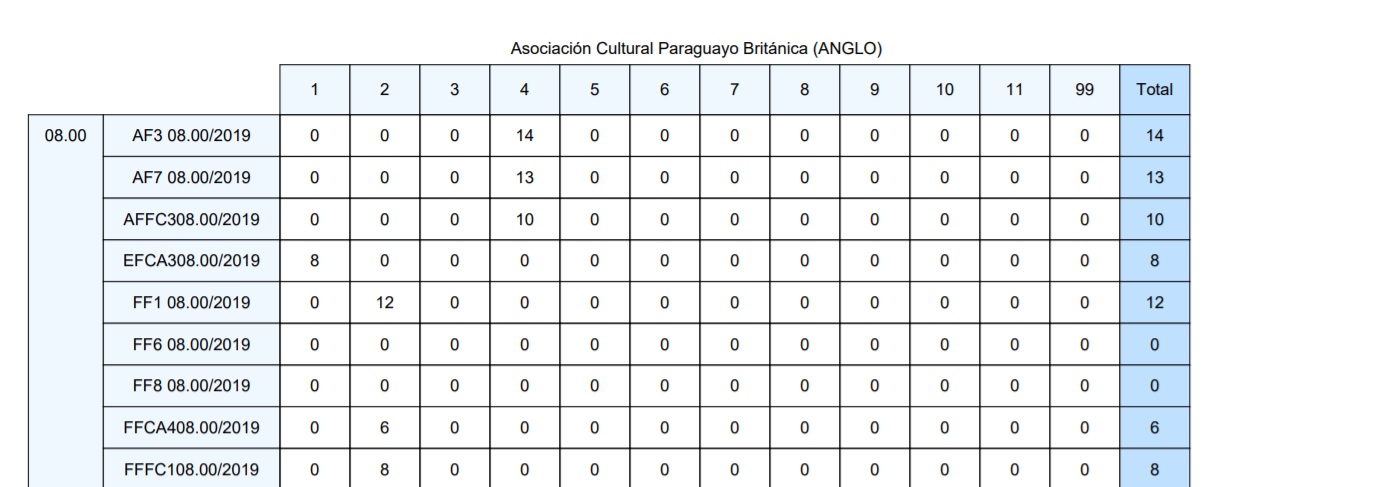 Asociación Cultural Paraguayo Británica (ANGLO)
1 2 3 4 5 6 7 8 9 10 11 99 Total
08.00 AF3 08.00/2019 0 0 0 14 0 0 0 0 0 0 0 0 14
AF7 08.00/2019 0 0 0 13 0 0 0 0 0 0 0 0 13
AFFC308.00/2019 0 0 0 10 0 0 0 0 0 0 0 0 10
EFCA308.00/2019 8 0 0 0 0 0 0 0 0 0 0 0 8
FF1 08.00/2019 0 12 0 0 0 0 0 0 0 0 0 0 12
FF6 08.00/2019 0 0 0 0 0 0 0 0 0 0 0 0 0
FF8 08.00/2019 0 0 0 0 0 0 0 0 0 0 0 0 0
FFCA408.00/2019 0 6 0 0 0 0 0 0 0 0 0 0 6
FFFC108.00/2019 0 8 0 0 0 0 0 0 0 0 0 0 8